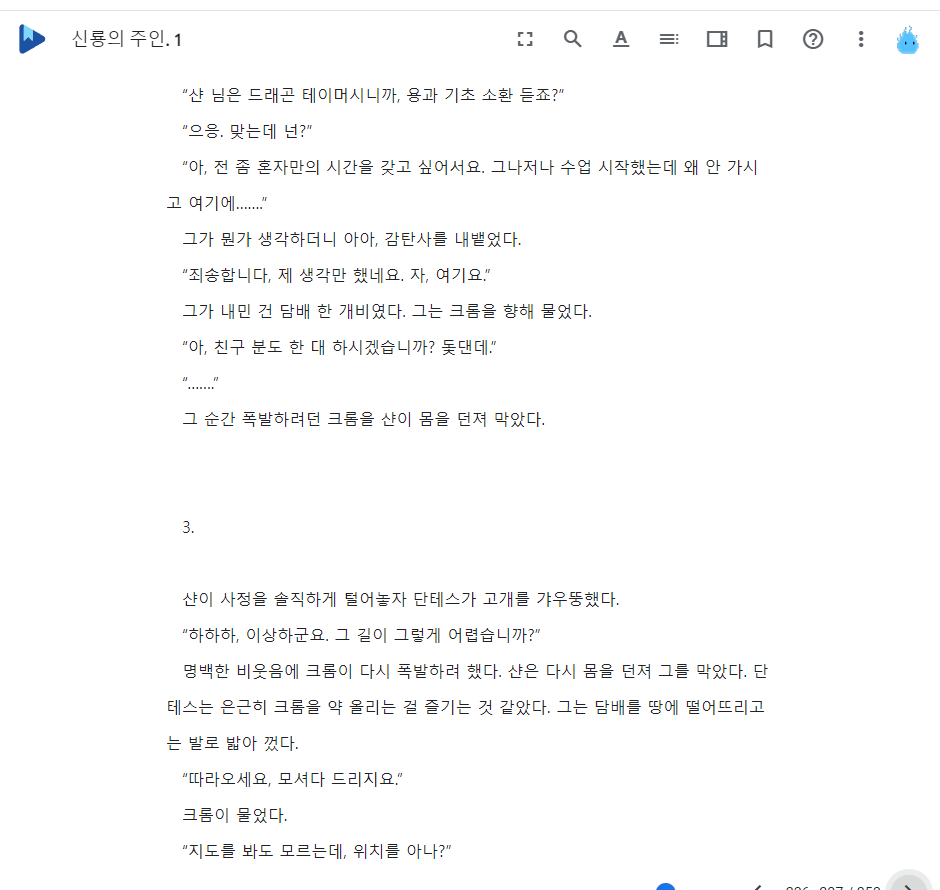 신룡의 주인. 1
“샨 님은 드래곤 테이머시니까, 용과 기초 소환 듣죠?”
“으응. 맞는데 넌?”
“아, 전 좀 혼자만의 시간을 갖고 싶어서요. 그나저나 수업 시작했는데 왜 안 가시
고 여기에…….”
그가 뭔가 생각하더니 아아, 감탄사를 내뱉었다.
“죄송합니다, 제 생각만 했네요. 자, 여기요.”
그가 내민 건 담배 한 개비였다. 그는 크롬을 향해 물었다.
“아, 친구 분도 한 대 하시겠습니까? 돛댄데.”
“…….”
그 순간 폭발하려던 크롬을 샨이 몸을 던져 막았다.
3.
샨이 사정을 솔직하게 털어놓자 단테스가 고개를 갸우뚱했다.
“하하하, 이상하군요. 그 길이 그렇게 어렵습니까?”
명백한 비웃음에 크롬이 다시 폭발하려 했다. 샨은 다시 몸을 던져 그를 막았다. 단
테스는 은근히 크롬을 약 올리는 걸 즐기는 것 같았다. 그는 담배를 땅에 떨어뜨리고
는 발로 밟아 껐다.
“따라오세요, 모셔다 드리지요.”
크롬이 물었다.
“지도를 봐도 모르는데, 위치를 아나?”